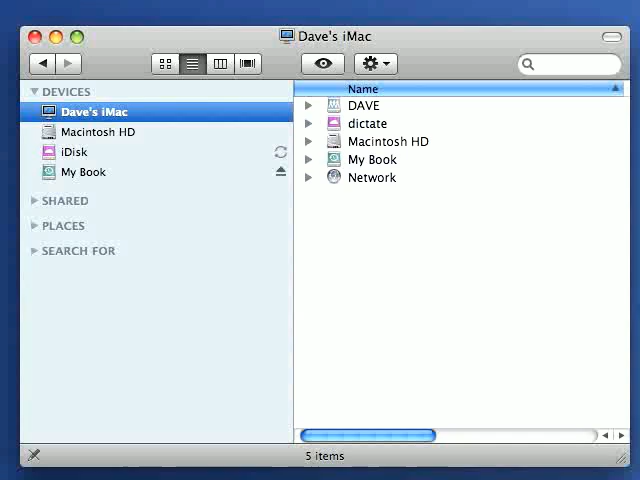 Dave's iMac
DEVICES
Dave's iMac
Macintosh HD
iDisk
My Book
SHARED
PLACES
SEARCH FOR
Name
DAVE
dictate
Macintosh HD
My Book
Network
5 items